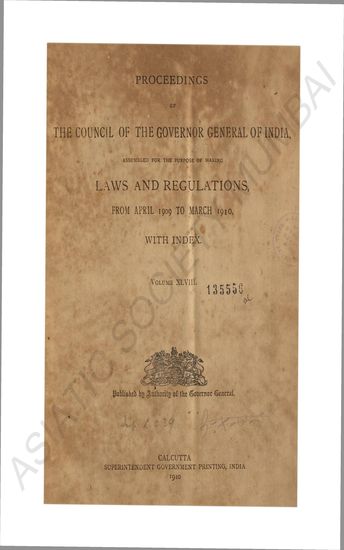 PROCEEDINGS
OF
THE COUNCIL OF THE GOVERNOR GENERAL OF INDIA,
ASSEMBLED FOR THE PURPOSE OF MAKING
LAWS AND REGULATIONS,
FROM APRIL 1909 TO MARCH 1910,
WITH INDEX.
VOLUME XLVIII.
135556
Published by Authority of the Governor General.
CALCUTTA
SUPERINTENDENT GOVERNMENT PRINTING, INDIA
1910
ASIATIC SOCIETY MUMBAI